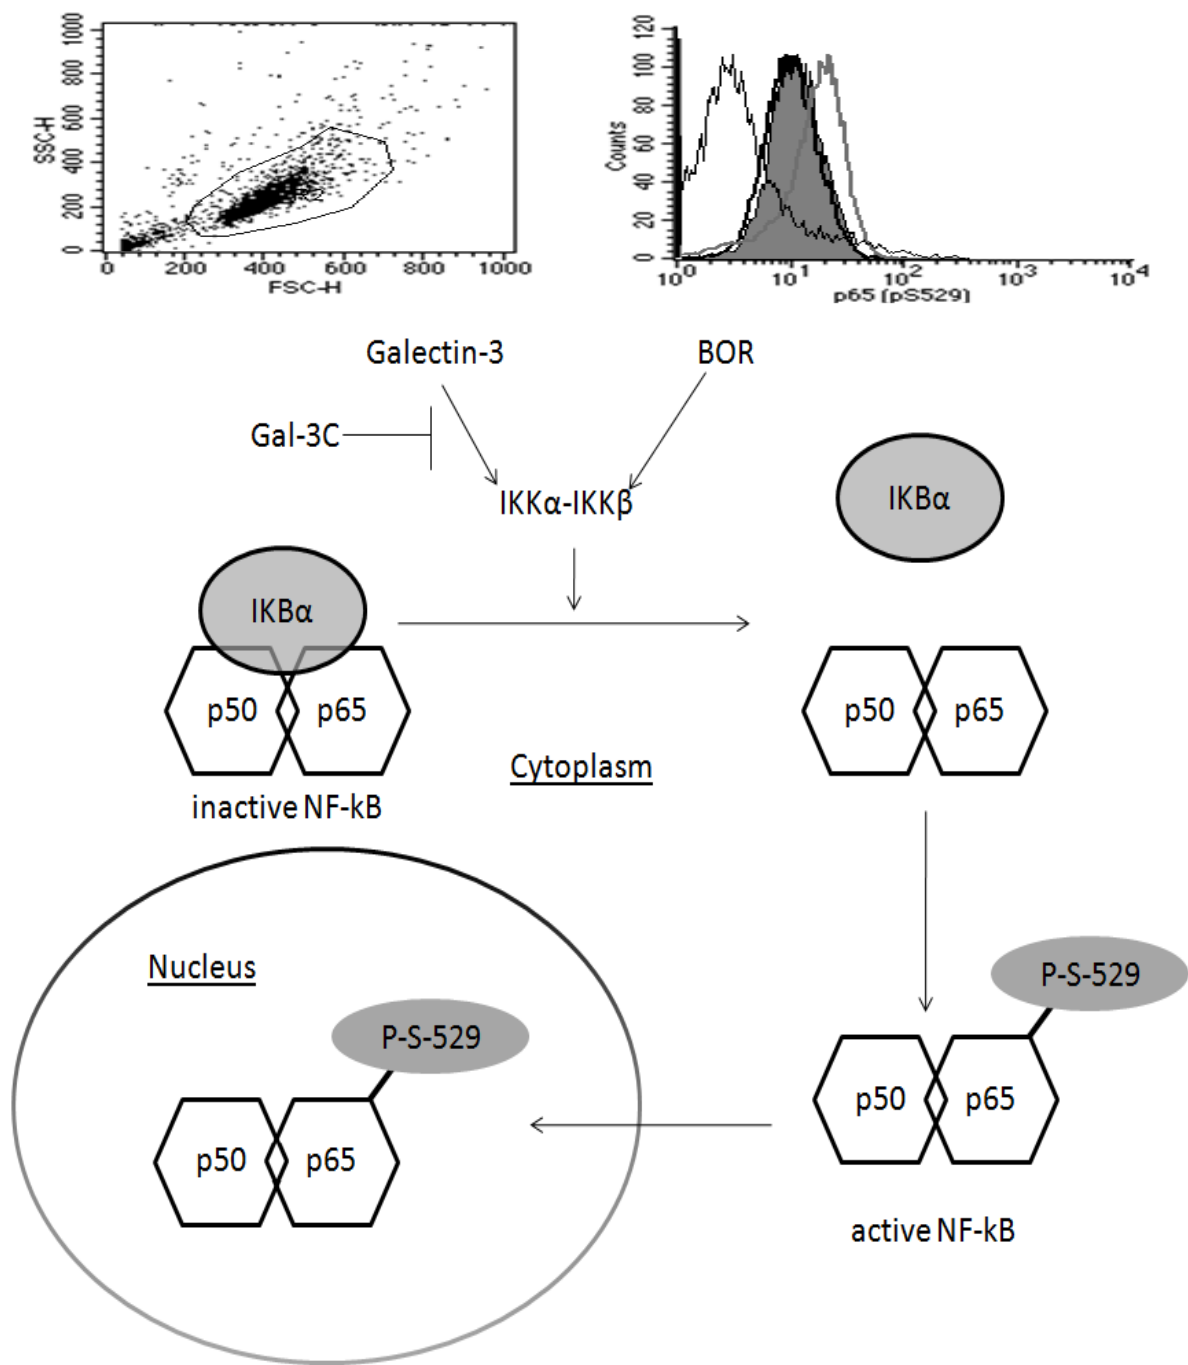 1000
800
600
400
200
0
SSC-H
0 200 400 600 800 1000
FSC-H
120
100
80
60
40
20
0
Counts
10⁰ 10¹ 10² 10³ 10⁴
p65 (pS529)
Galectin-3
BOR
Gal-3C
IKKα-IKKβ
IKBα
IKBα
p50 p65
p50 p65
inactive NF-kB
Cytoplasm
Nucleus
P-S-529
P-S-529
p50 p65
p50 p65
active NF-kB